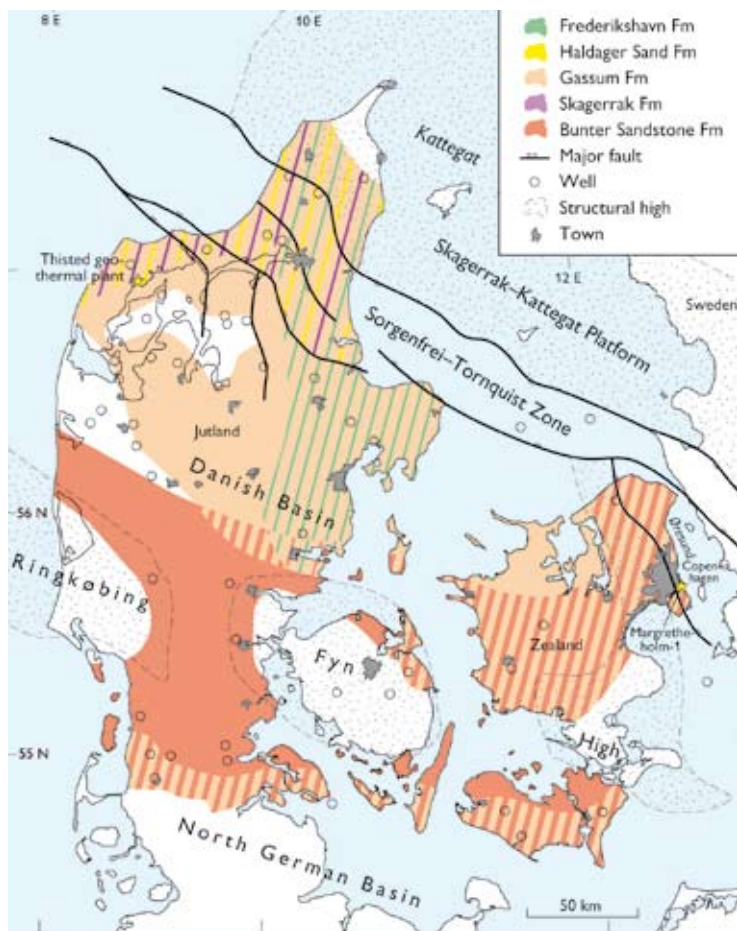 8 E
10 E
Frederikshavn Fm
Haldager Sand Fm
Gassum Fm
Skagerrak Fm
Bunter Sandstone Fm
Major fault
Well
Structural high
Town
Kattegat
Thisted geo-
thermal plant
12 E
Sweden
Skagerrak–Kattegat Platform
Sorgenfrei–Tornquist Zone
Jutland
Danish Basin
56 N
Øresund
Copen-
hagen
Ringkøbing
Margrethe-
holm-1
Zealand
Fyn
High
55 N
North German Basin
50 km